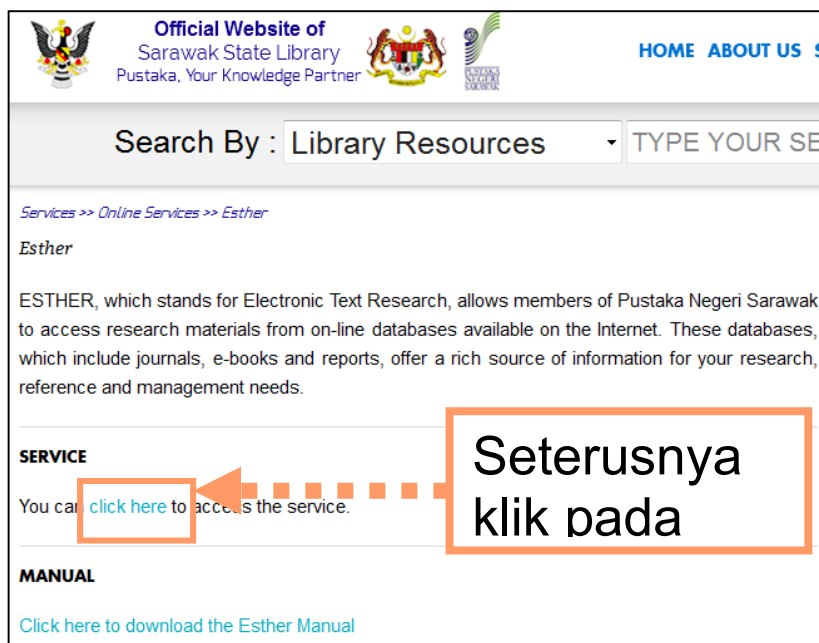 Official Website of
Sarawak State Library
Pustaka, Your Knowledge Partner
PUSTAKA
NEGERI
SARAWAK
HOME ABOUT US S
Search By : Library Resources TYPE YOUR SE
Services >> Online Services >> Esther
Esther
ESTHER, which stands for Electronic Text Research, allows members of Pustaka Negeri Sarawak
to access research materials from on-line databases available on the Internet. These databases,
which include journals, e-books and reports, offer a rich source of information for your research,
reference and management needs.
SERVICE
You can click here to access the service.
Seterusnya
klik pada
MANUAL
Click here to download the Esther Manual